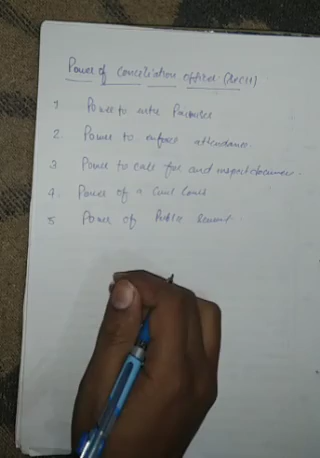 Power of Conciliation officer (Sec 11)
1. Power to enter Premises
2. Power to enforce attendance.
3 Power to call for and inspect document.
4. Power of a Civil Court
5 Power of Public Servant.